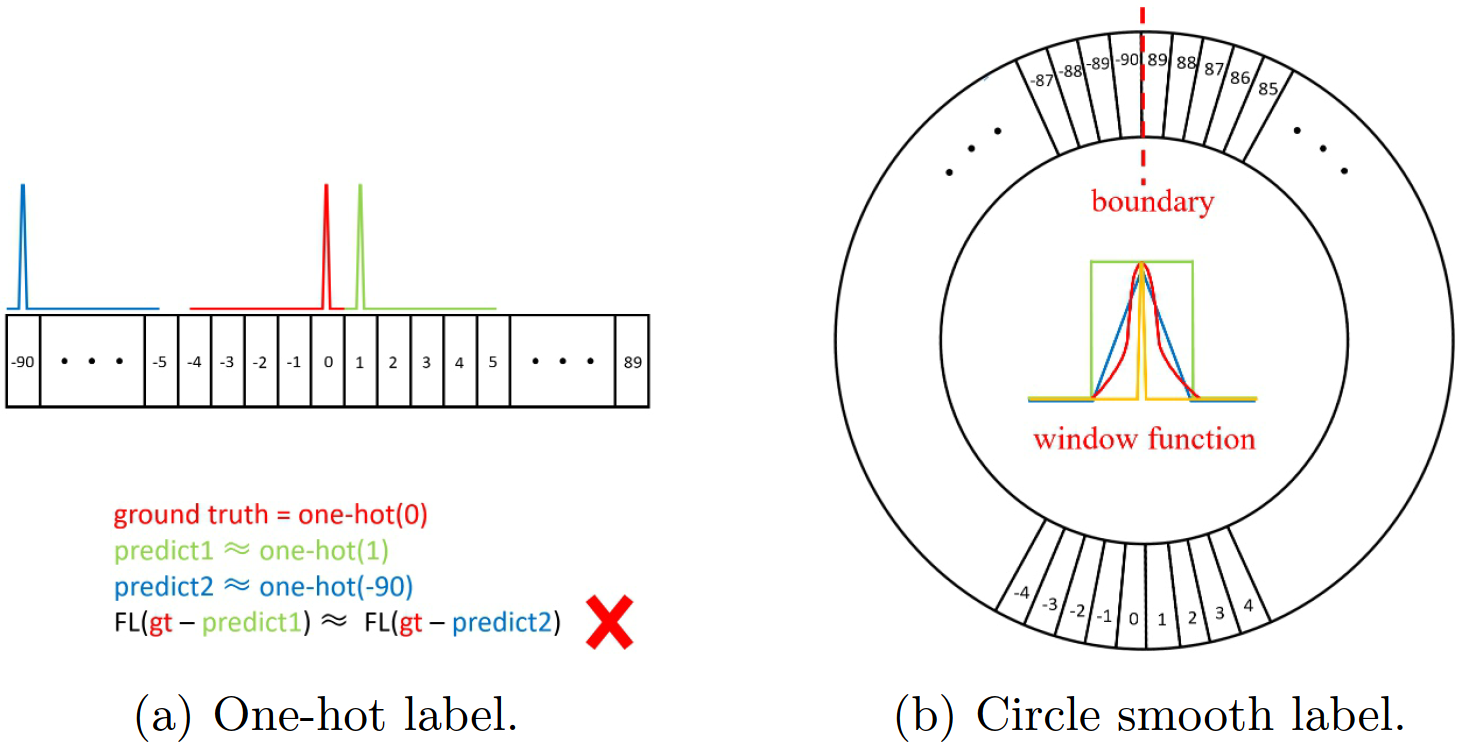 -90 • • • -5 -4 -3 -2 -1 0 1 2 3 4 5 • • • 89
ground truth = one-hot(0)
predict1 ≈ one-hot(1)
predict2 ≈ one-hot(-90)
FL(gt – predict1) ≈ FL(gt – predict2)
(a) One-hot label.
-87 -88 -89 -90 89 88 87 86 85
boundary
window function
-4 -3 -2 -1 0 1 2 3 4
(b) Circle smooth label.